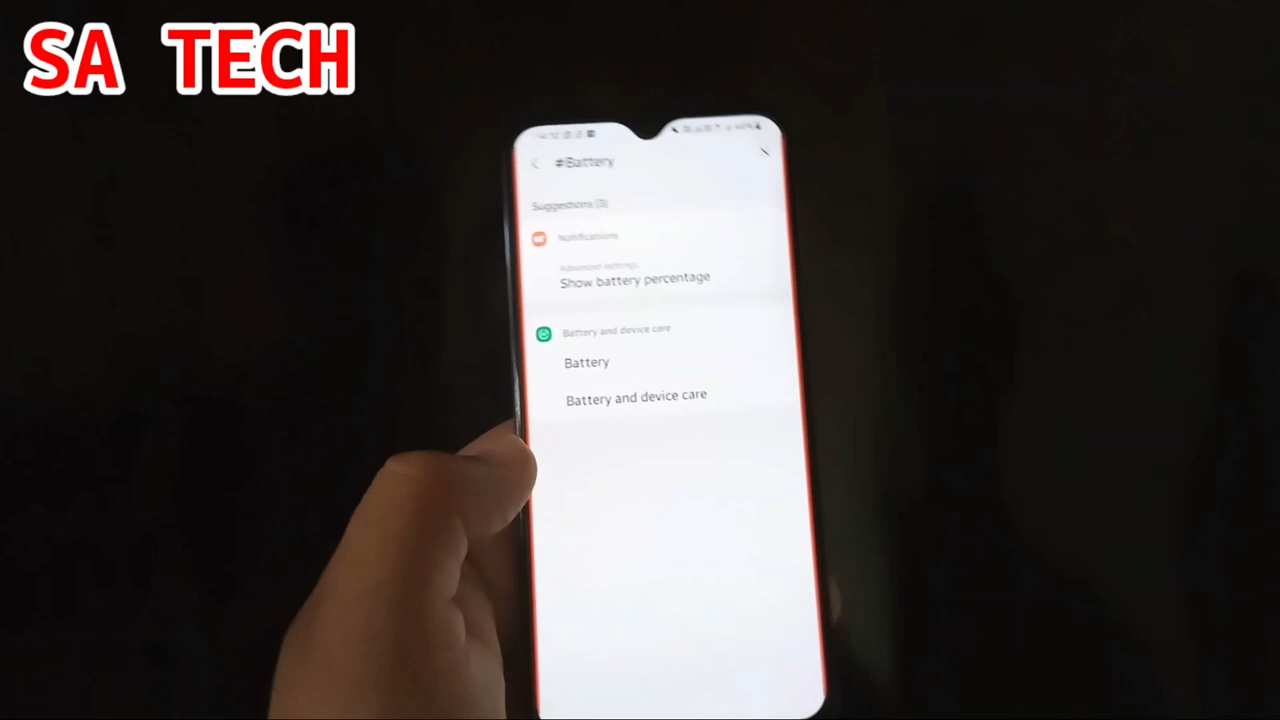 SA TECH
#Battery
Suggestions (3)
Notifications
Advanced settings
Show battery percentage
Battery and device care
Battery
Battery and device care